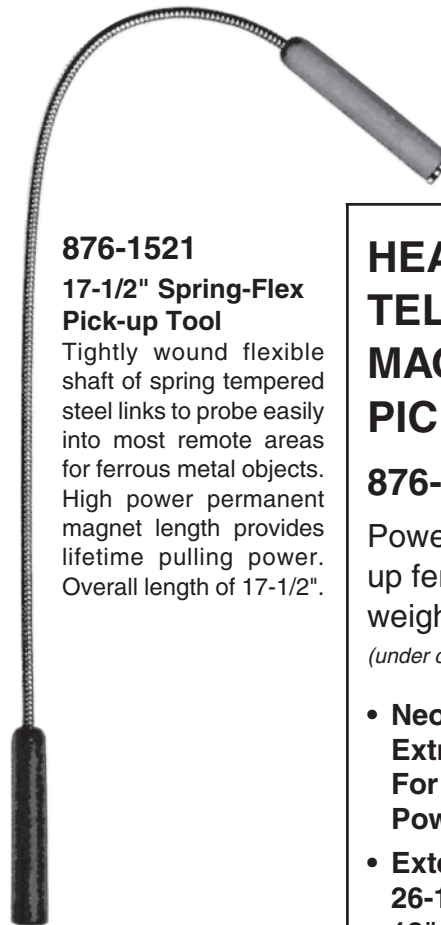 876-1521
17-1/2" Spring-Flex
Pick-up Tool
Tightly wound flexible
shaft of spring tempered
steel links to probe easily
into most remote areas
for ferrous metal objects.
High power permanent
magnet length provides
lifetime pulling power.
Overall length of 17-1/2".
HEA
TEL
MAG
PIC
876-
Powe
up fer
weigh
(under c
• Neo
Extr
For
Pow
• Exte
26-1